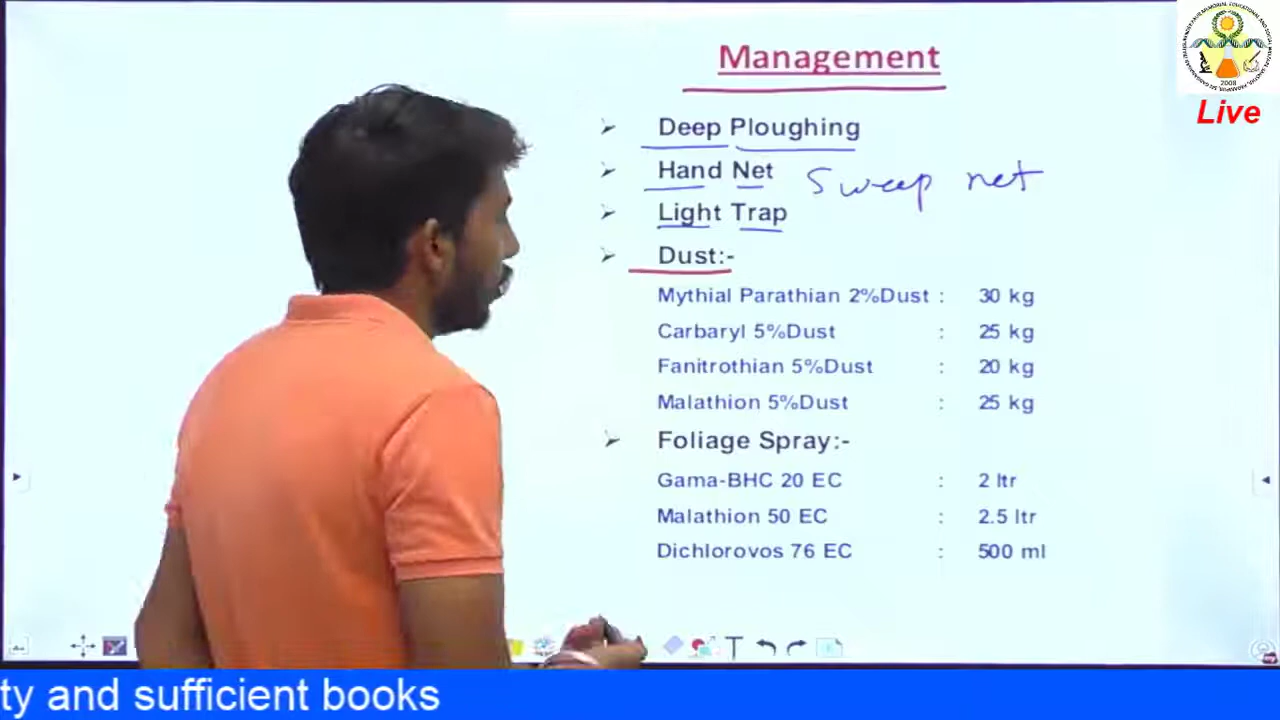 Management
Deep Ploughing
Hand Net Sweep net
Light Trap
Dust:-
Mythial Parathian 2%Dust : 30 kg
Carbaryl 5%Dust : 25 kg
Fanitrothian 5%Dust : 20 kg
Malathion 5%Dust : 25 kg
Foliage Spray:-
Gama-BHC 20 EC : 2 ltr
Malathion 50 EC : 2.5 ltr
Dichlorovos 76 EC : 500 ml
2008
Live
ty and sufficient books